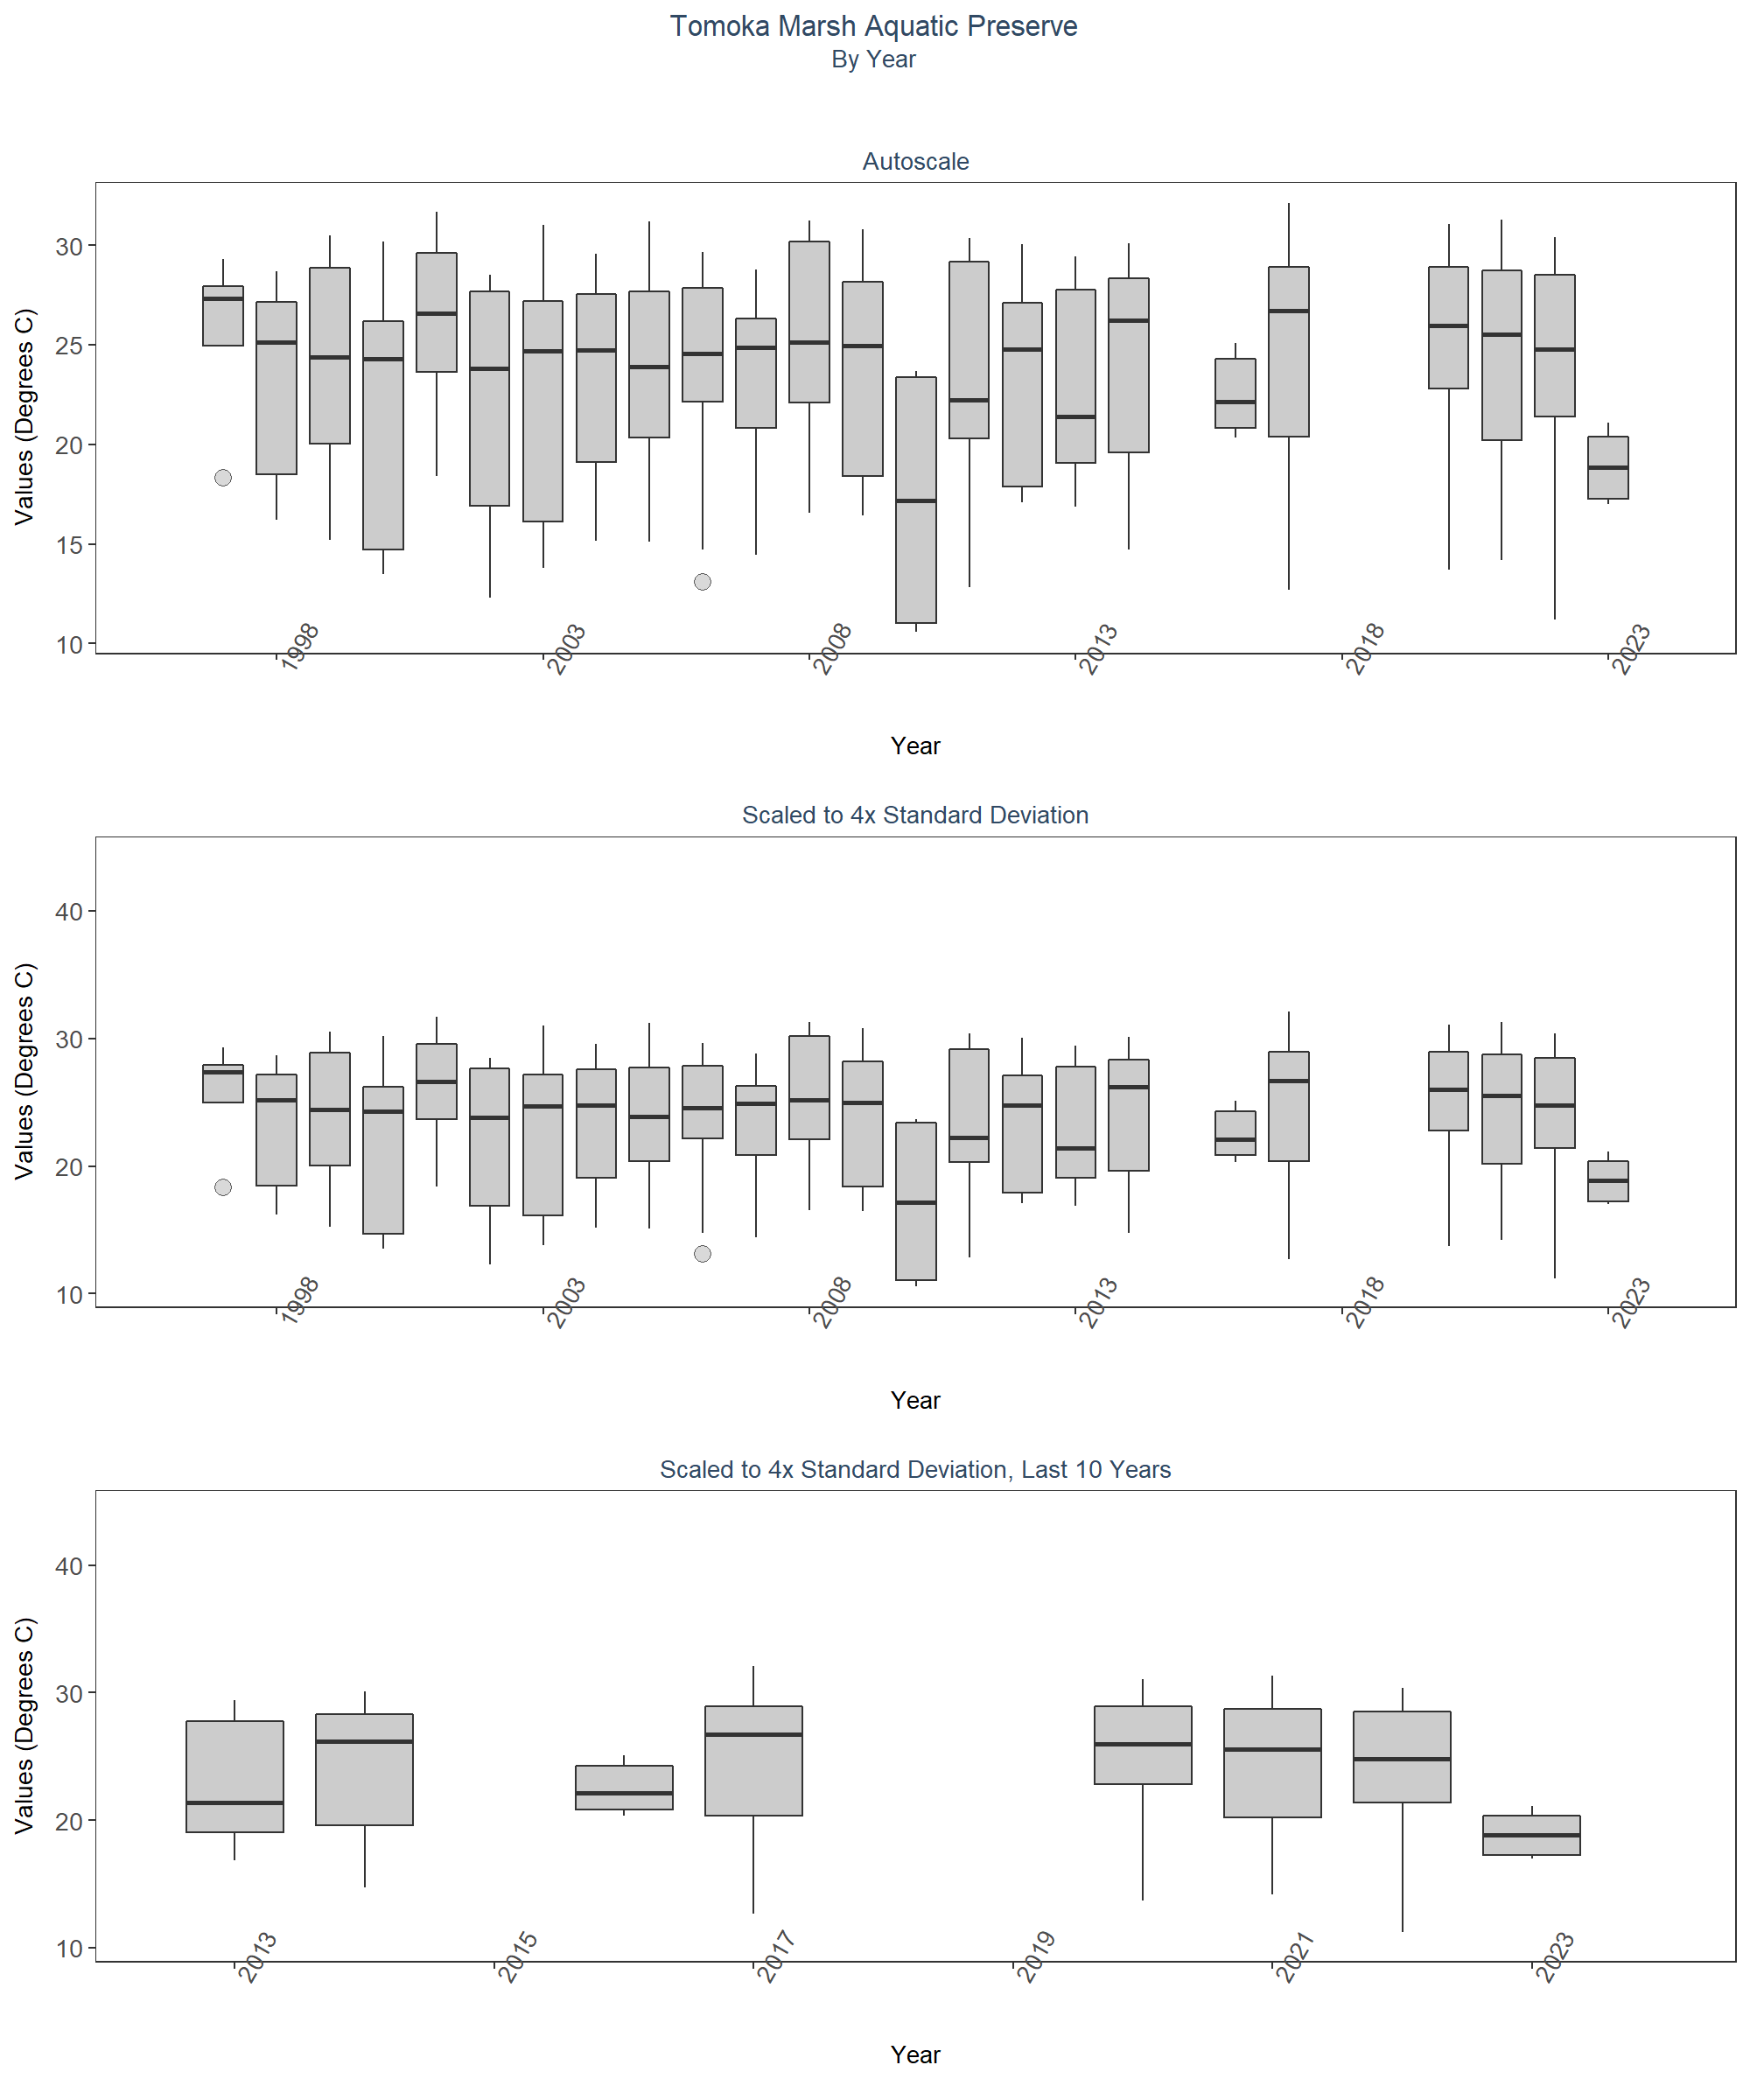 Tomoka Marsh Aquatic Preserve
By Year
Autoscale
Values (Degrees C)
30
25
20
15
10
1998
2003
2008
2013
2018
2023
Year
Scaled to 4x Standard Deviation
Values (Degrees C)
40
30
20
10
1998
2003
2008
2013
2018
2023
Year
Scaled to 4x Standard Deviation, Last 10 Years
Values (Degrees C)
40
30
20
10
2013
2015
2017
2019
2021
2023
Year